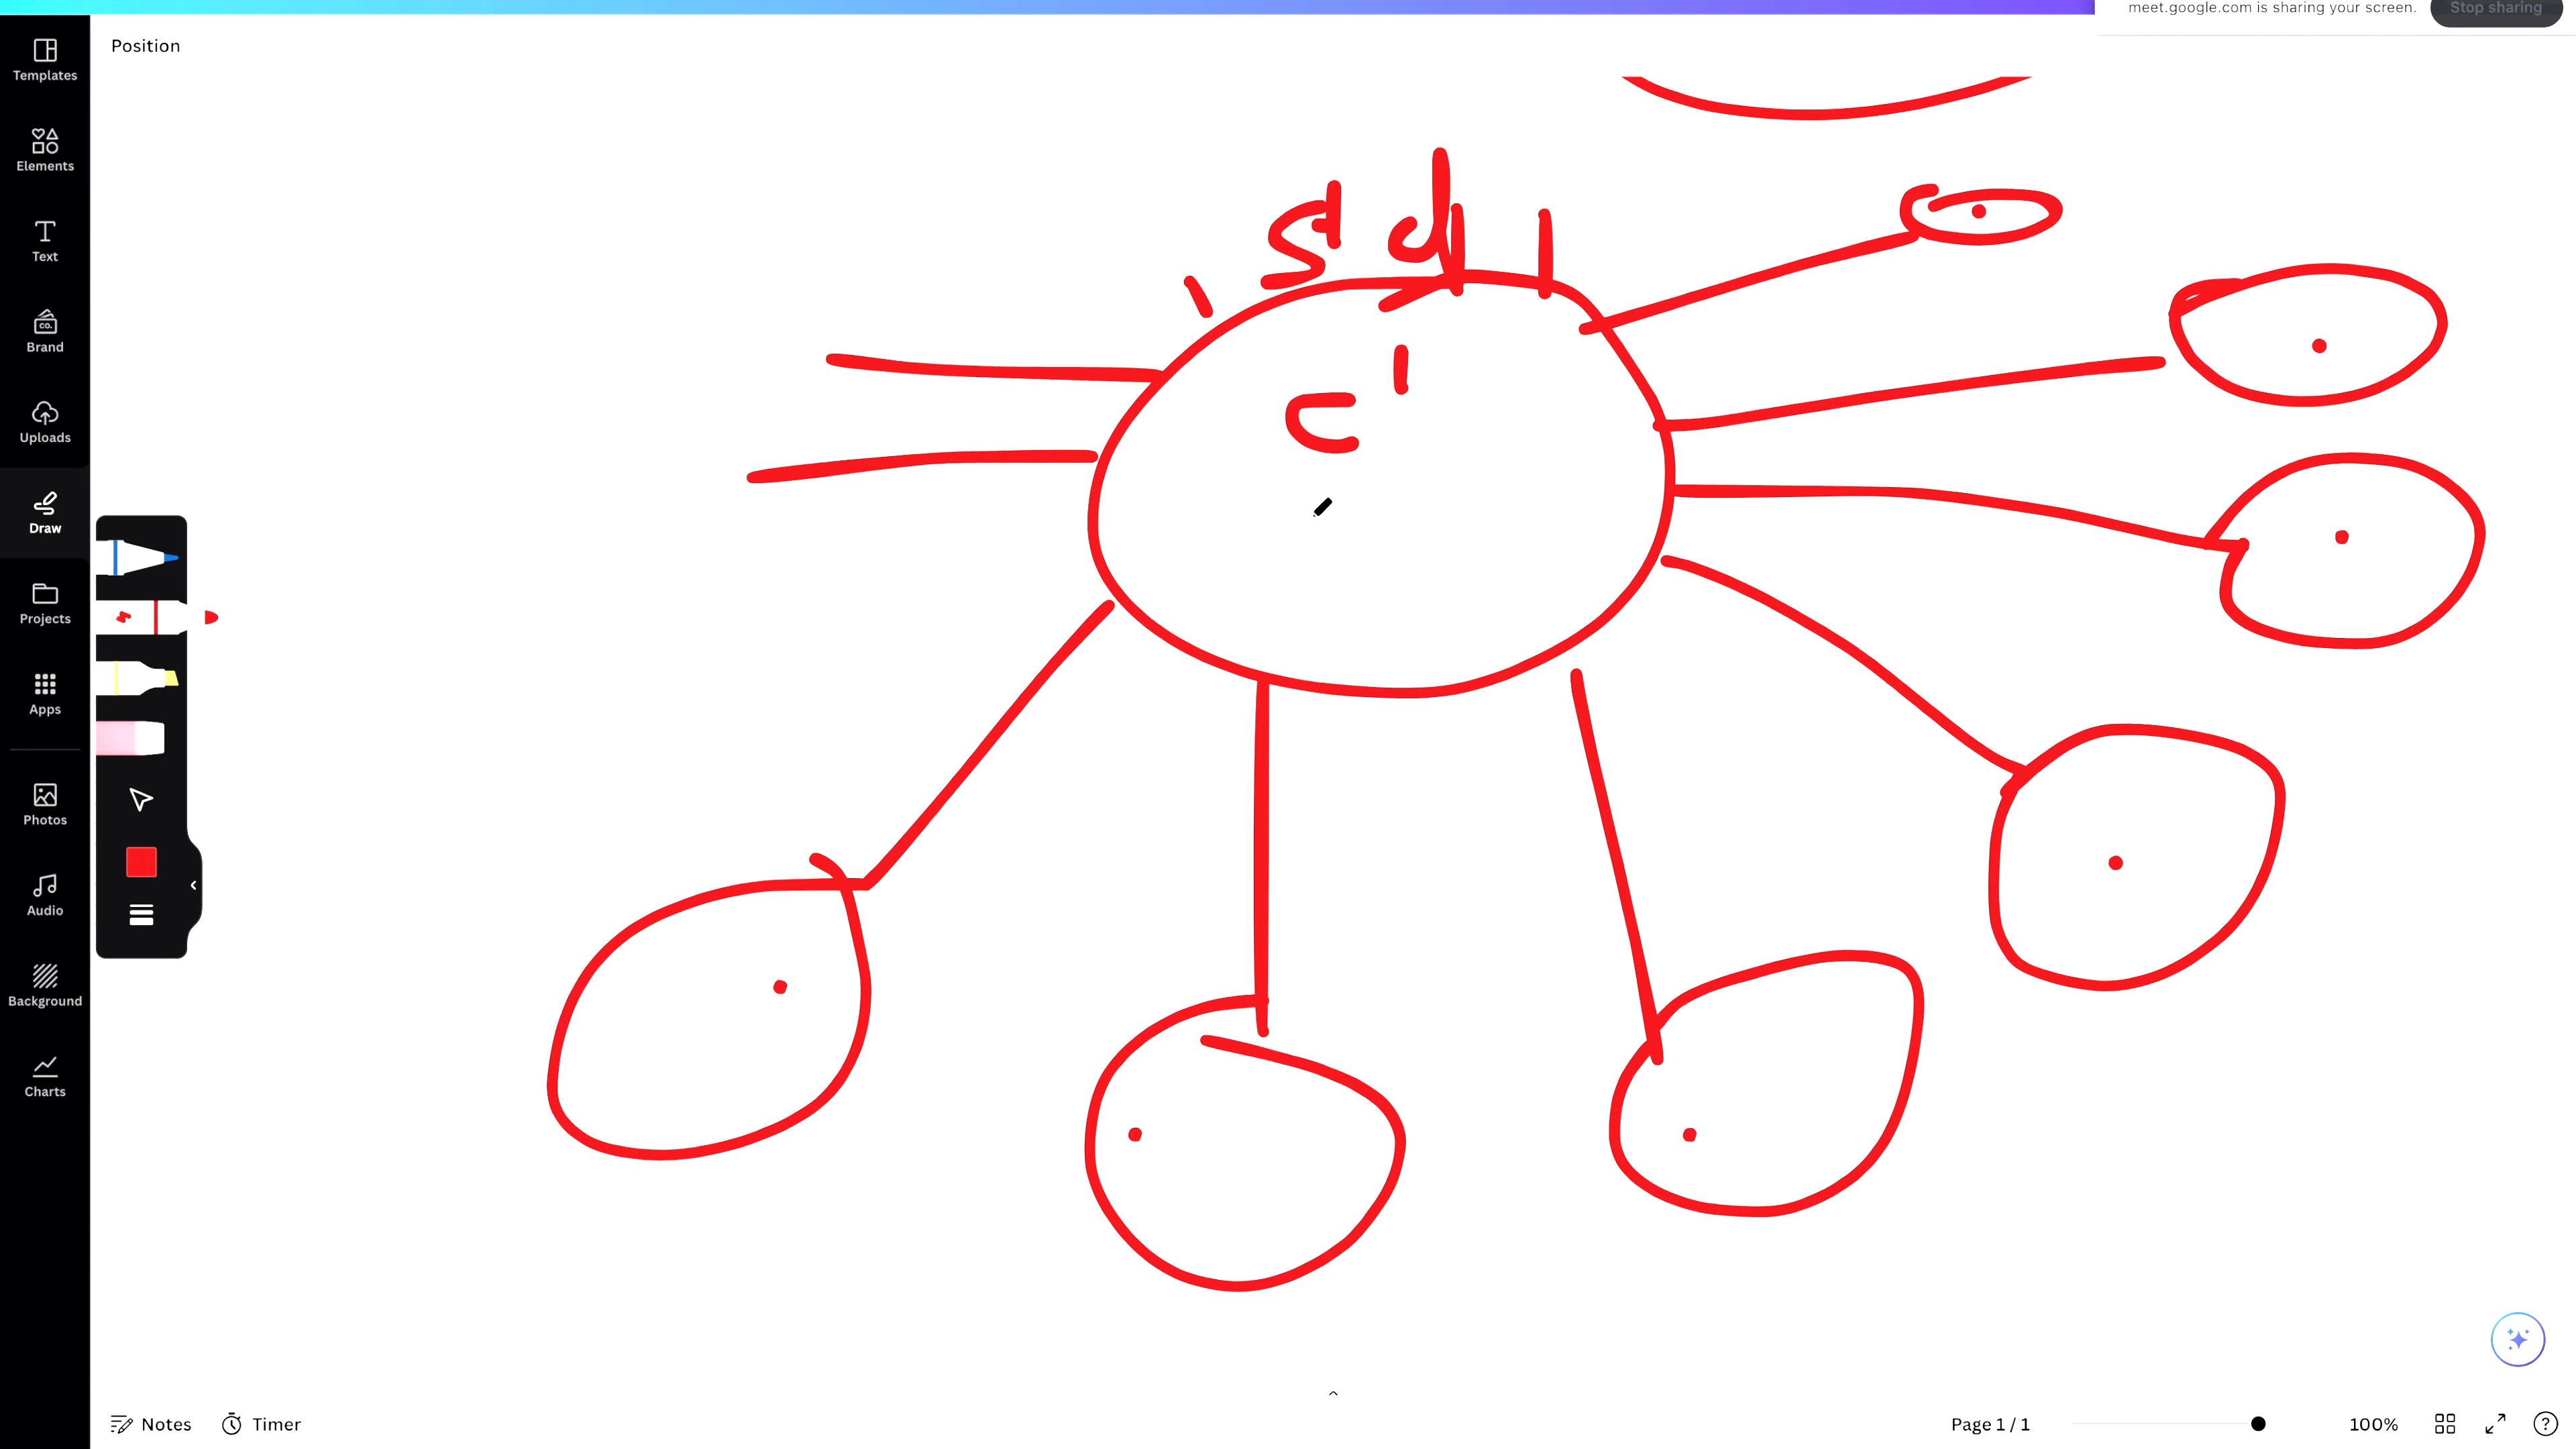 meet.google.com is sharing your screen. Stop sharing
Position
Templates
Elements
Text
Brand
CO.
Uploads
Draw
Projects
Apps
Photos
Audio
Background
Charts
Notes
Timer
Page 1 / 1
100%